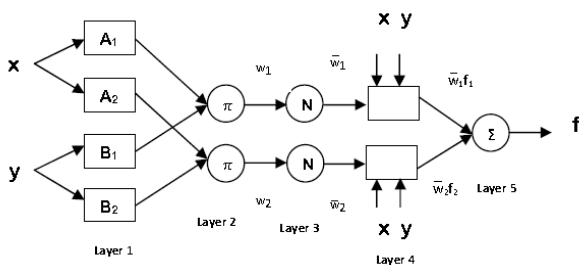 x y
A₁
w₁
w̅₁
w̅₁f₁
x
A₂
π
N
Σ
f
B₁
y
π
N
w̅₂f₂
Layer 5
B₂
w₂
w̅₂
Layer 2
Layer 3
x y
Layer 1
Layer 4